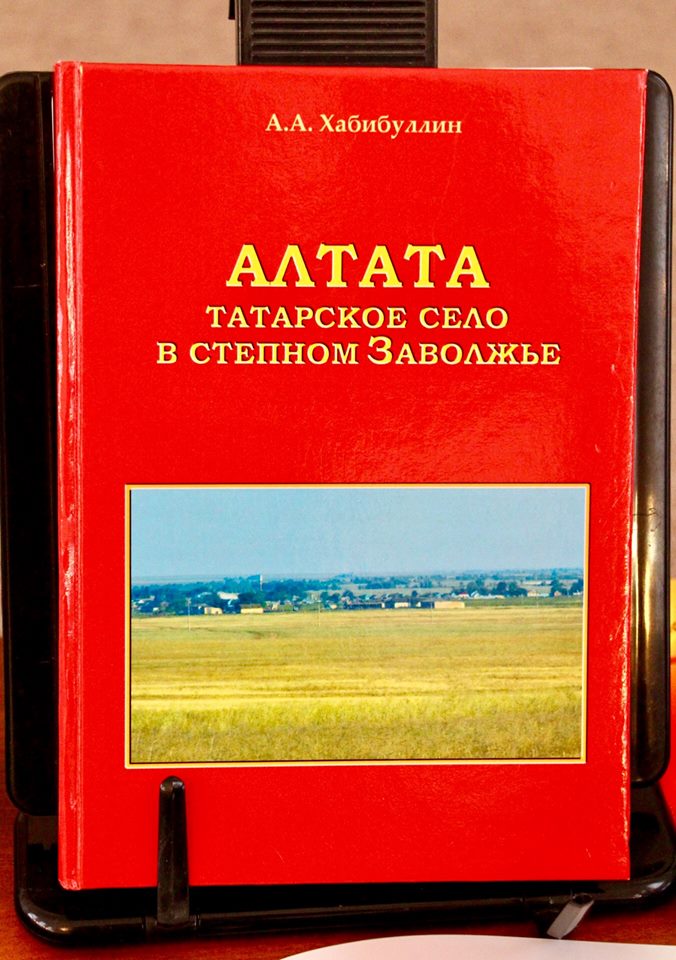 А.А. Хабибуллин
АЛТАТА
ТАТАРСКОЕ СЕЛО
В СТЕПНОМ ЗАВОЛЖЬЕ